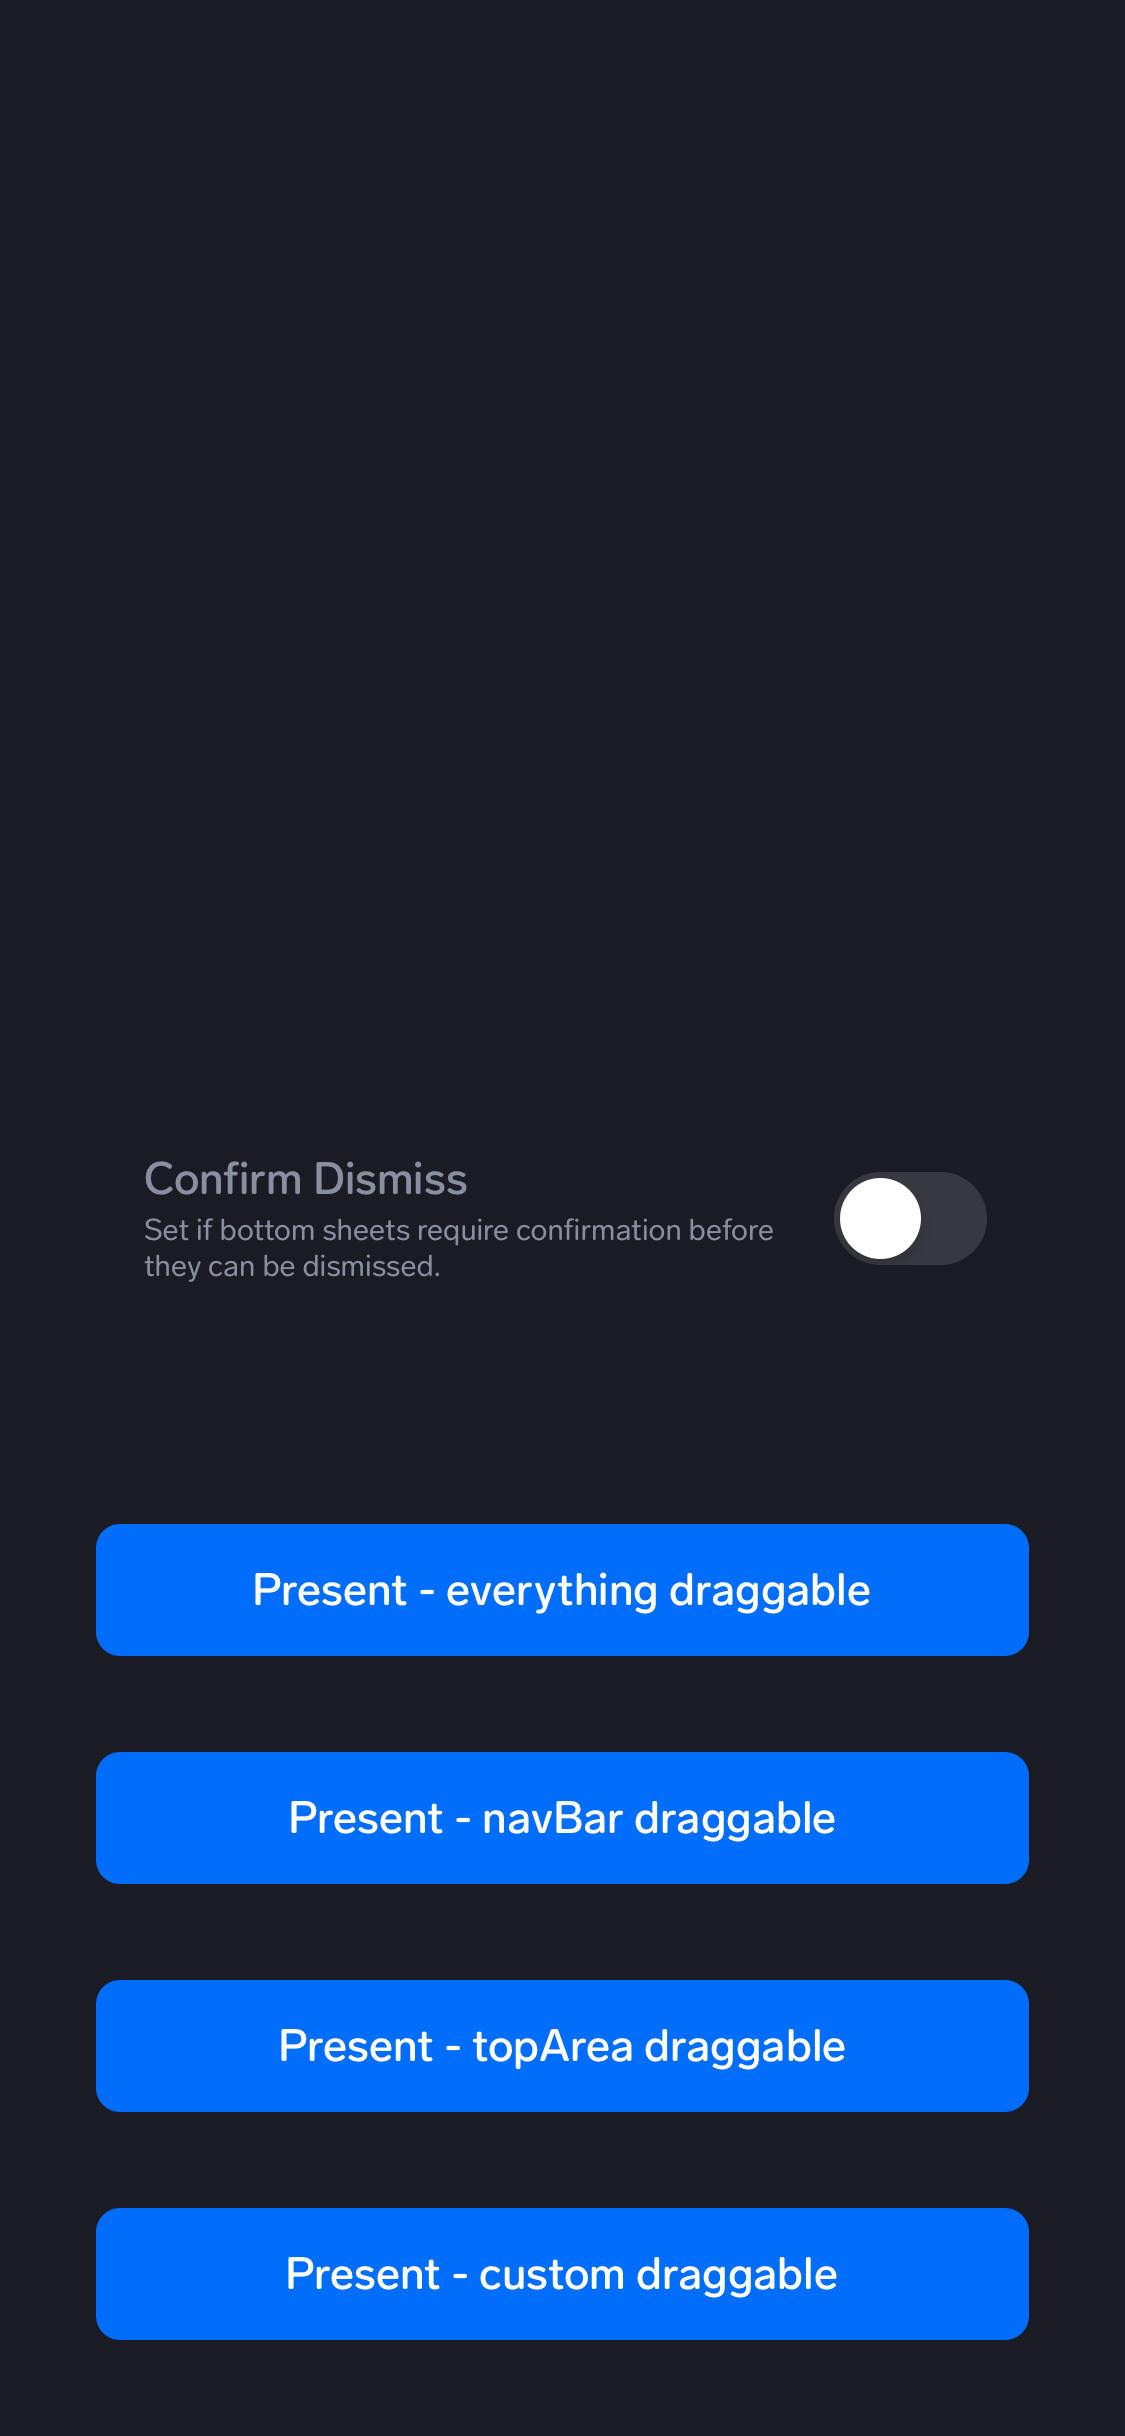 Confirm Dismiss
Set if bottom sheets require confirmation before
they can be dismissed.
Present - everything draggable
Present - navBar draggable
Present - topArea draggable
Present - custom draggable